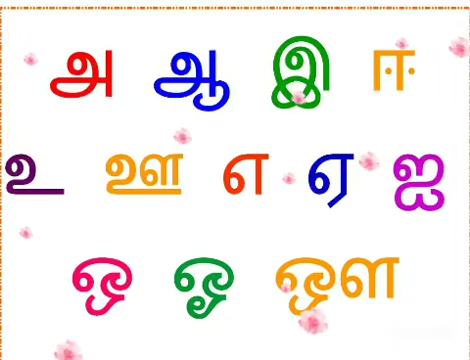 அ ஆ இ ஈ
உ ஊ எ ஏ ஐ
ஒ ஓ ஔ